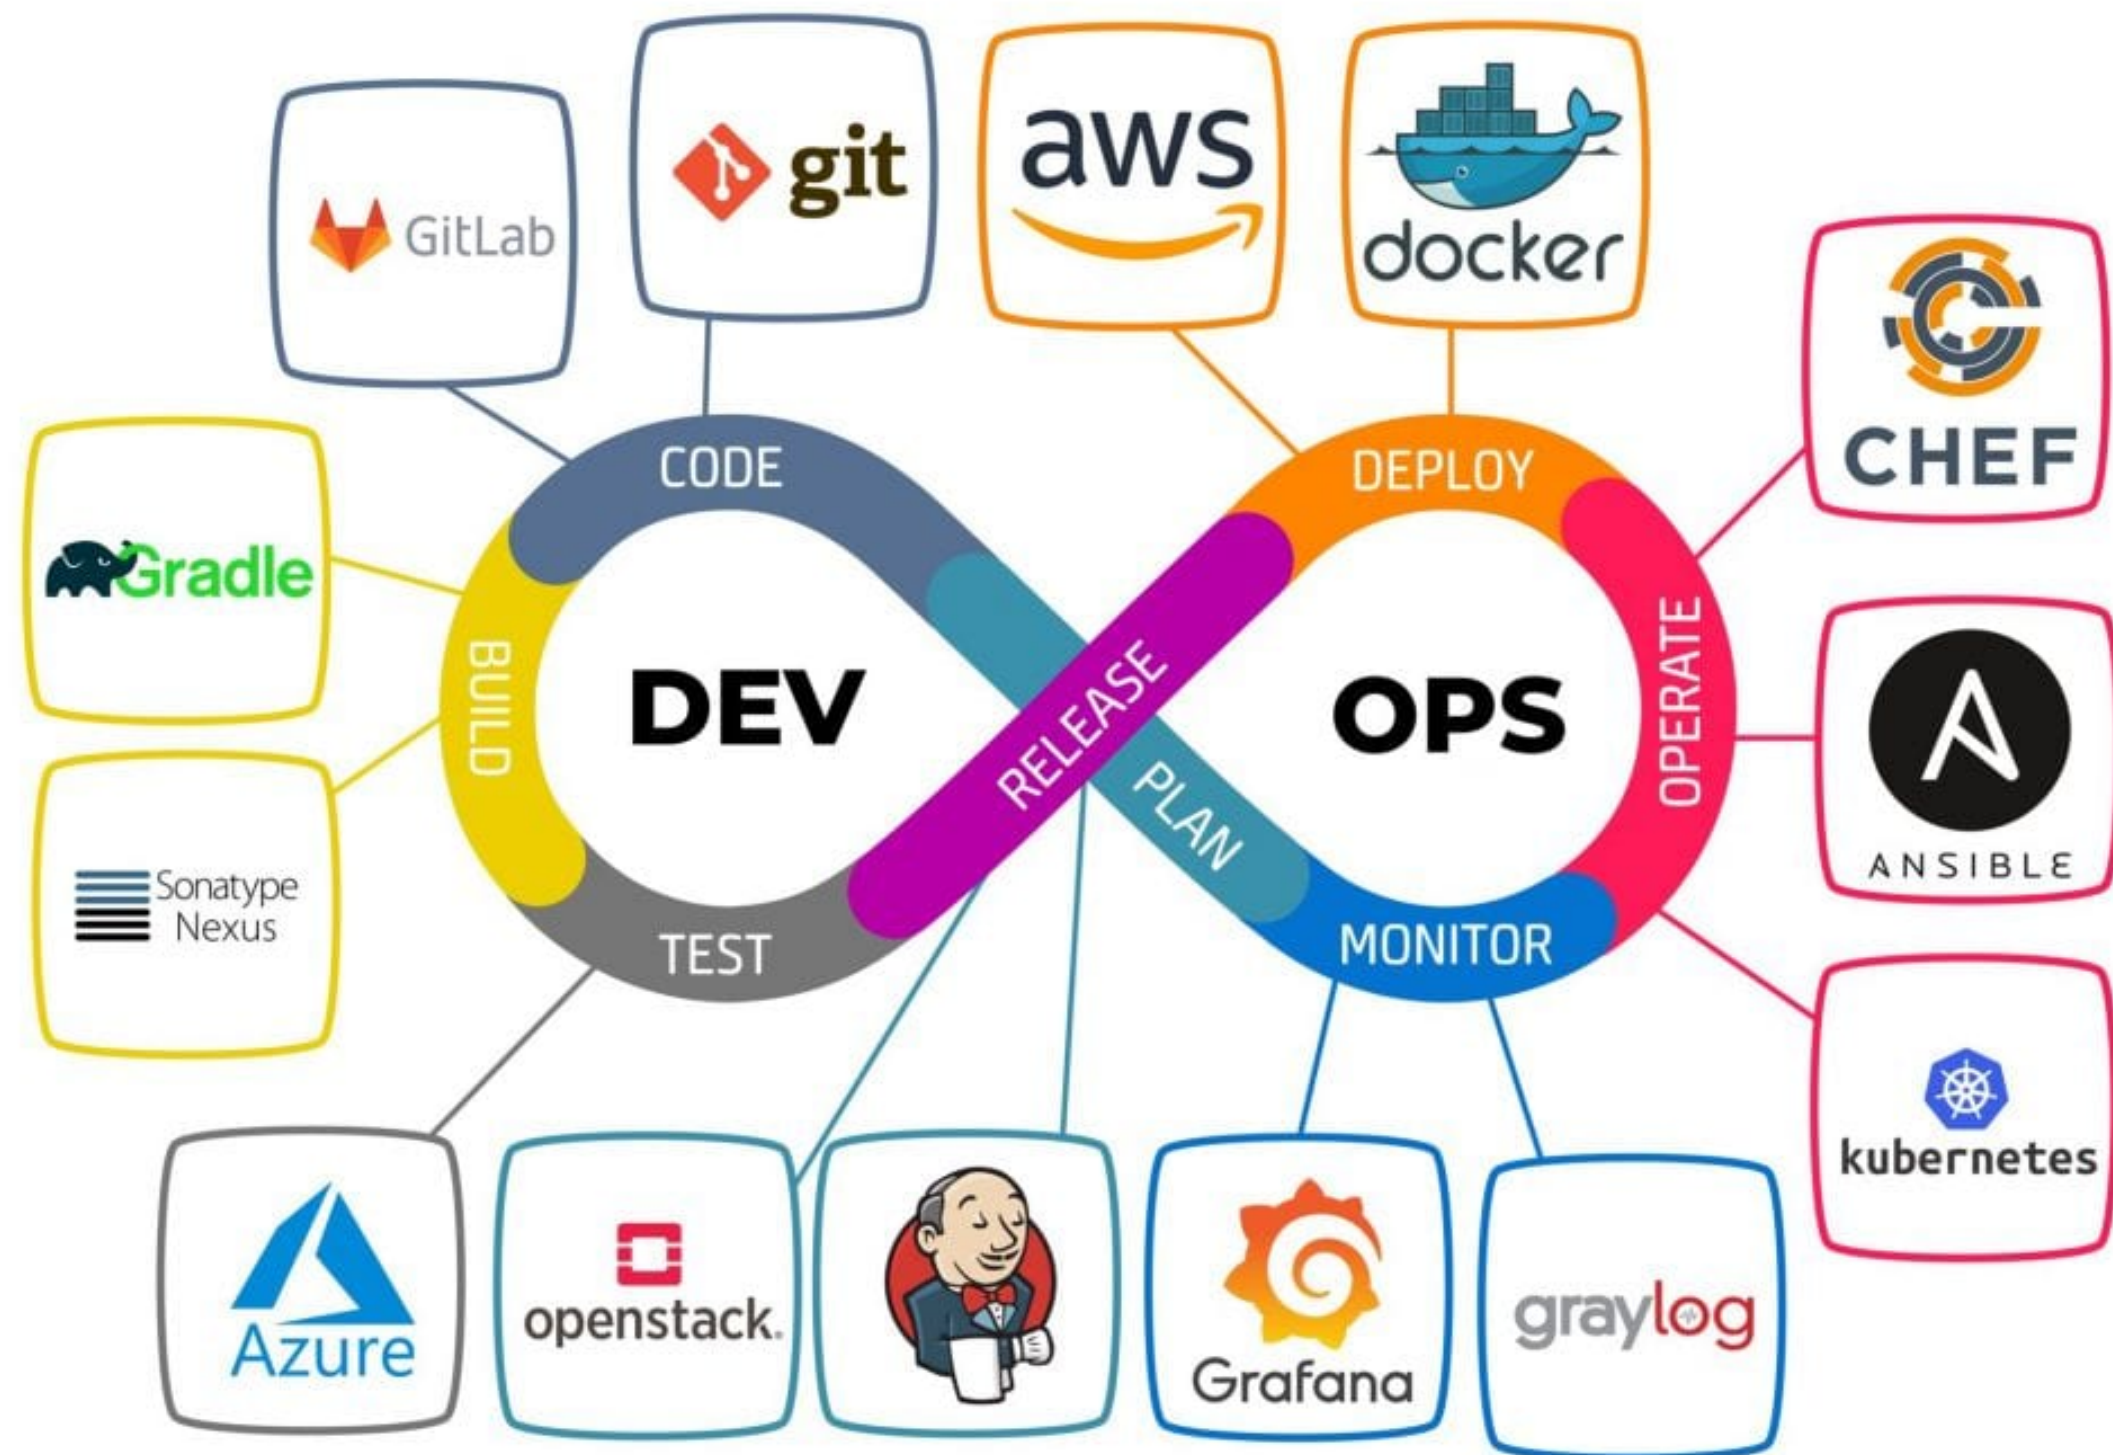 git
aws
docker
GitLab
CHEF
CODE
DEPLOY
Gradle
BUILD
DEV
RELEASE
OPS
OPERATE
PLAN
ANSIBLE
Sonatype
Nexus
TEST
MONITOR
kubernetes
openstack.
graylog
Azure
Grafana